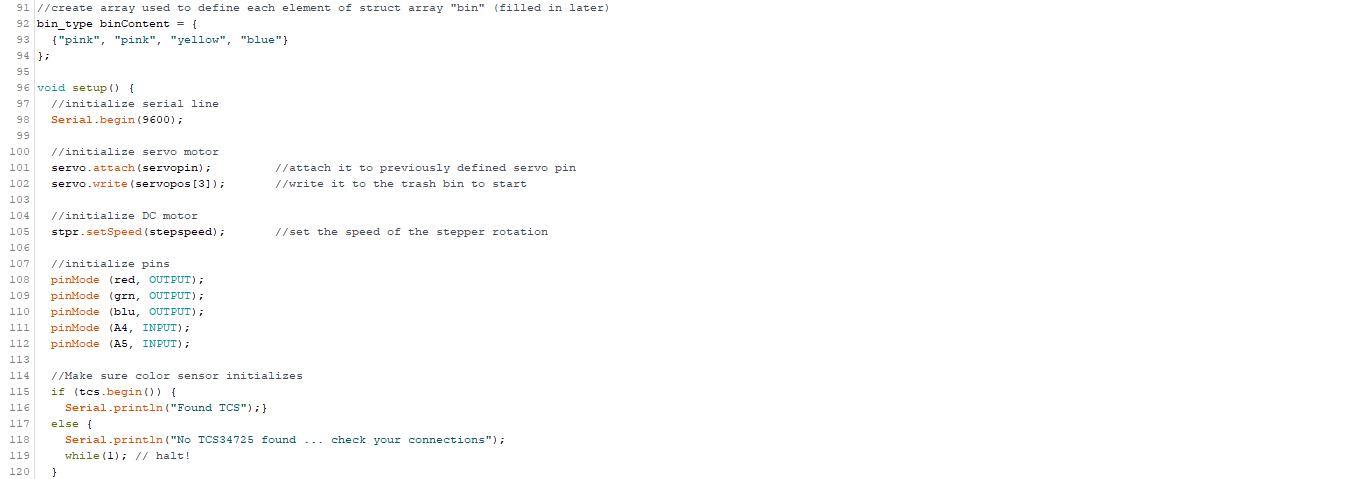 91 //create array used to define each element of struct array "bin" (filled in later)
92 bin_type binContent = {
93   {"pink", "pink", "yellow", "blue"}
94 };
95
96 void setup() {
97   //initialize serial line
98   Serial.begin(9600);
99
100   //initialize servo motor
101   servo.attach(servopin);         //attach it to previously defined servo pin
102   servo.write(servopos[3]);       //write it to the trash bin to start
103
104   //initialize DC motor
105   stpr.setSpeed(stepspeed);       //set the speed of the stepper rotation
106
107   //initialize pins
108   pinMode (red, OUTPUT);
109   pinMode (grn, OUTPUT);
110   pinMode (blu, OUTPUT);
111   pinMode (A4, INPUT);
112   pinMode (A5, INPUT);
113
114   //Make sure color sensor initializes
115   if (tcs.begin()) {
116     Serial.println("Found TCS");}
117   else {
118     Serial.println("No TCS34725 found ... check your connections");
119     while(1); // halt!
120   }